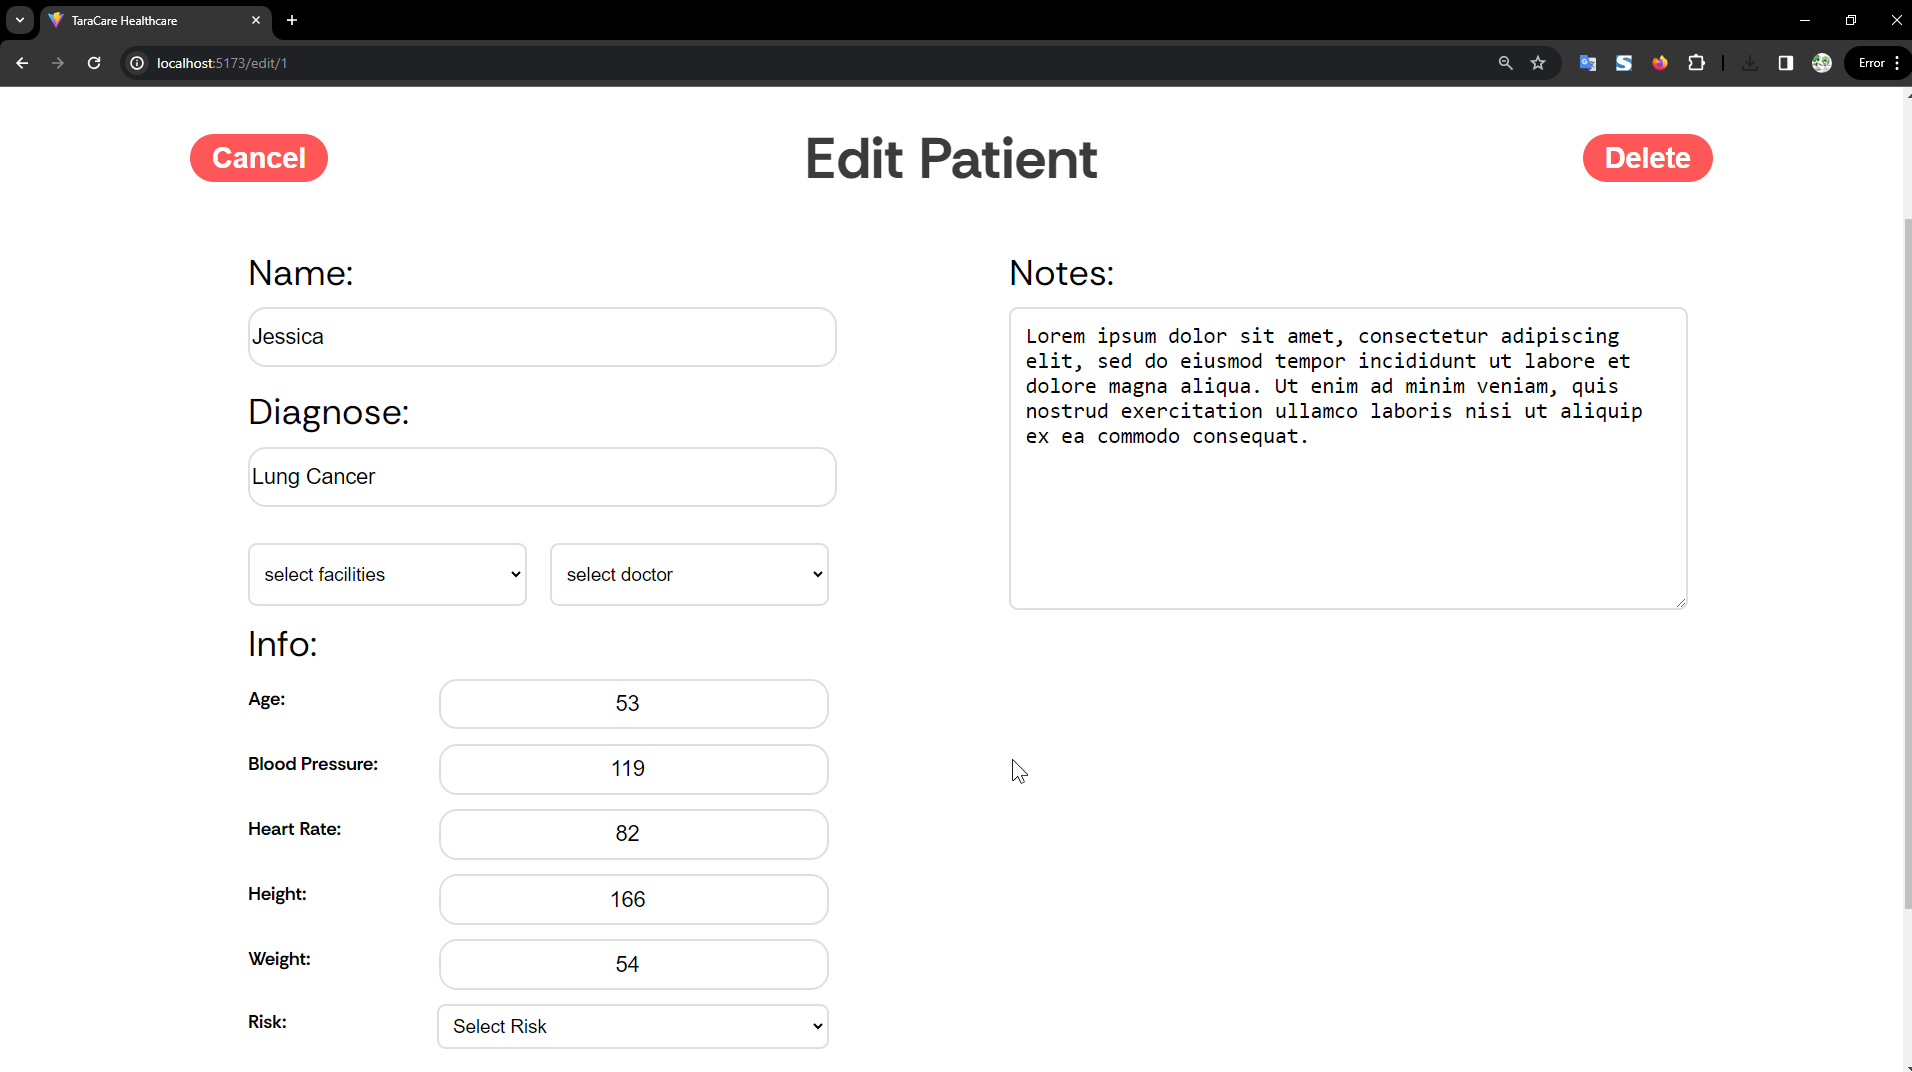 TaraCare Healthcare
localhost:5173/edit/1
Error
Cancel
Edit Patient
Delete
Name:
Jessica
Diagnose:
Lung Cancer
select facilities
select doctor
Info:
Age:
53
Blood Pressure:
119
Heart Rate:
82
Height:
166
Weight:
54
Risk:
Select Risk
Notes:
Lorem ipsum dolor sit amet, consectetur adipiscing
elit, sed do eiusmod tempor incididunt ut labore et
dolore magna aliqua. Ut enim ad minim veniam, quis
nostrud exercitation ullamco laboris nisi ut aliquip
ex ea commodo consequat.